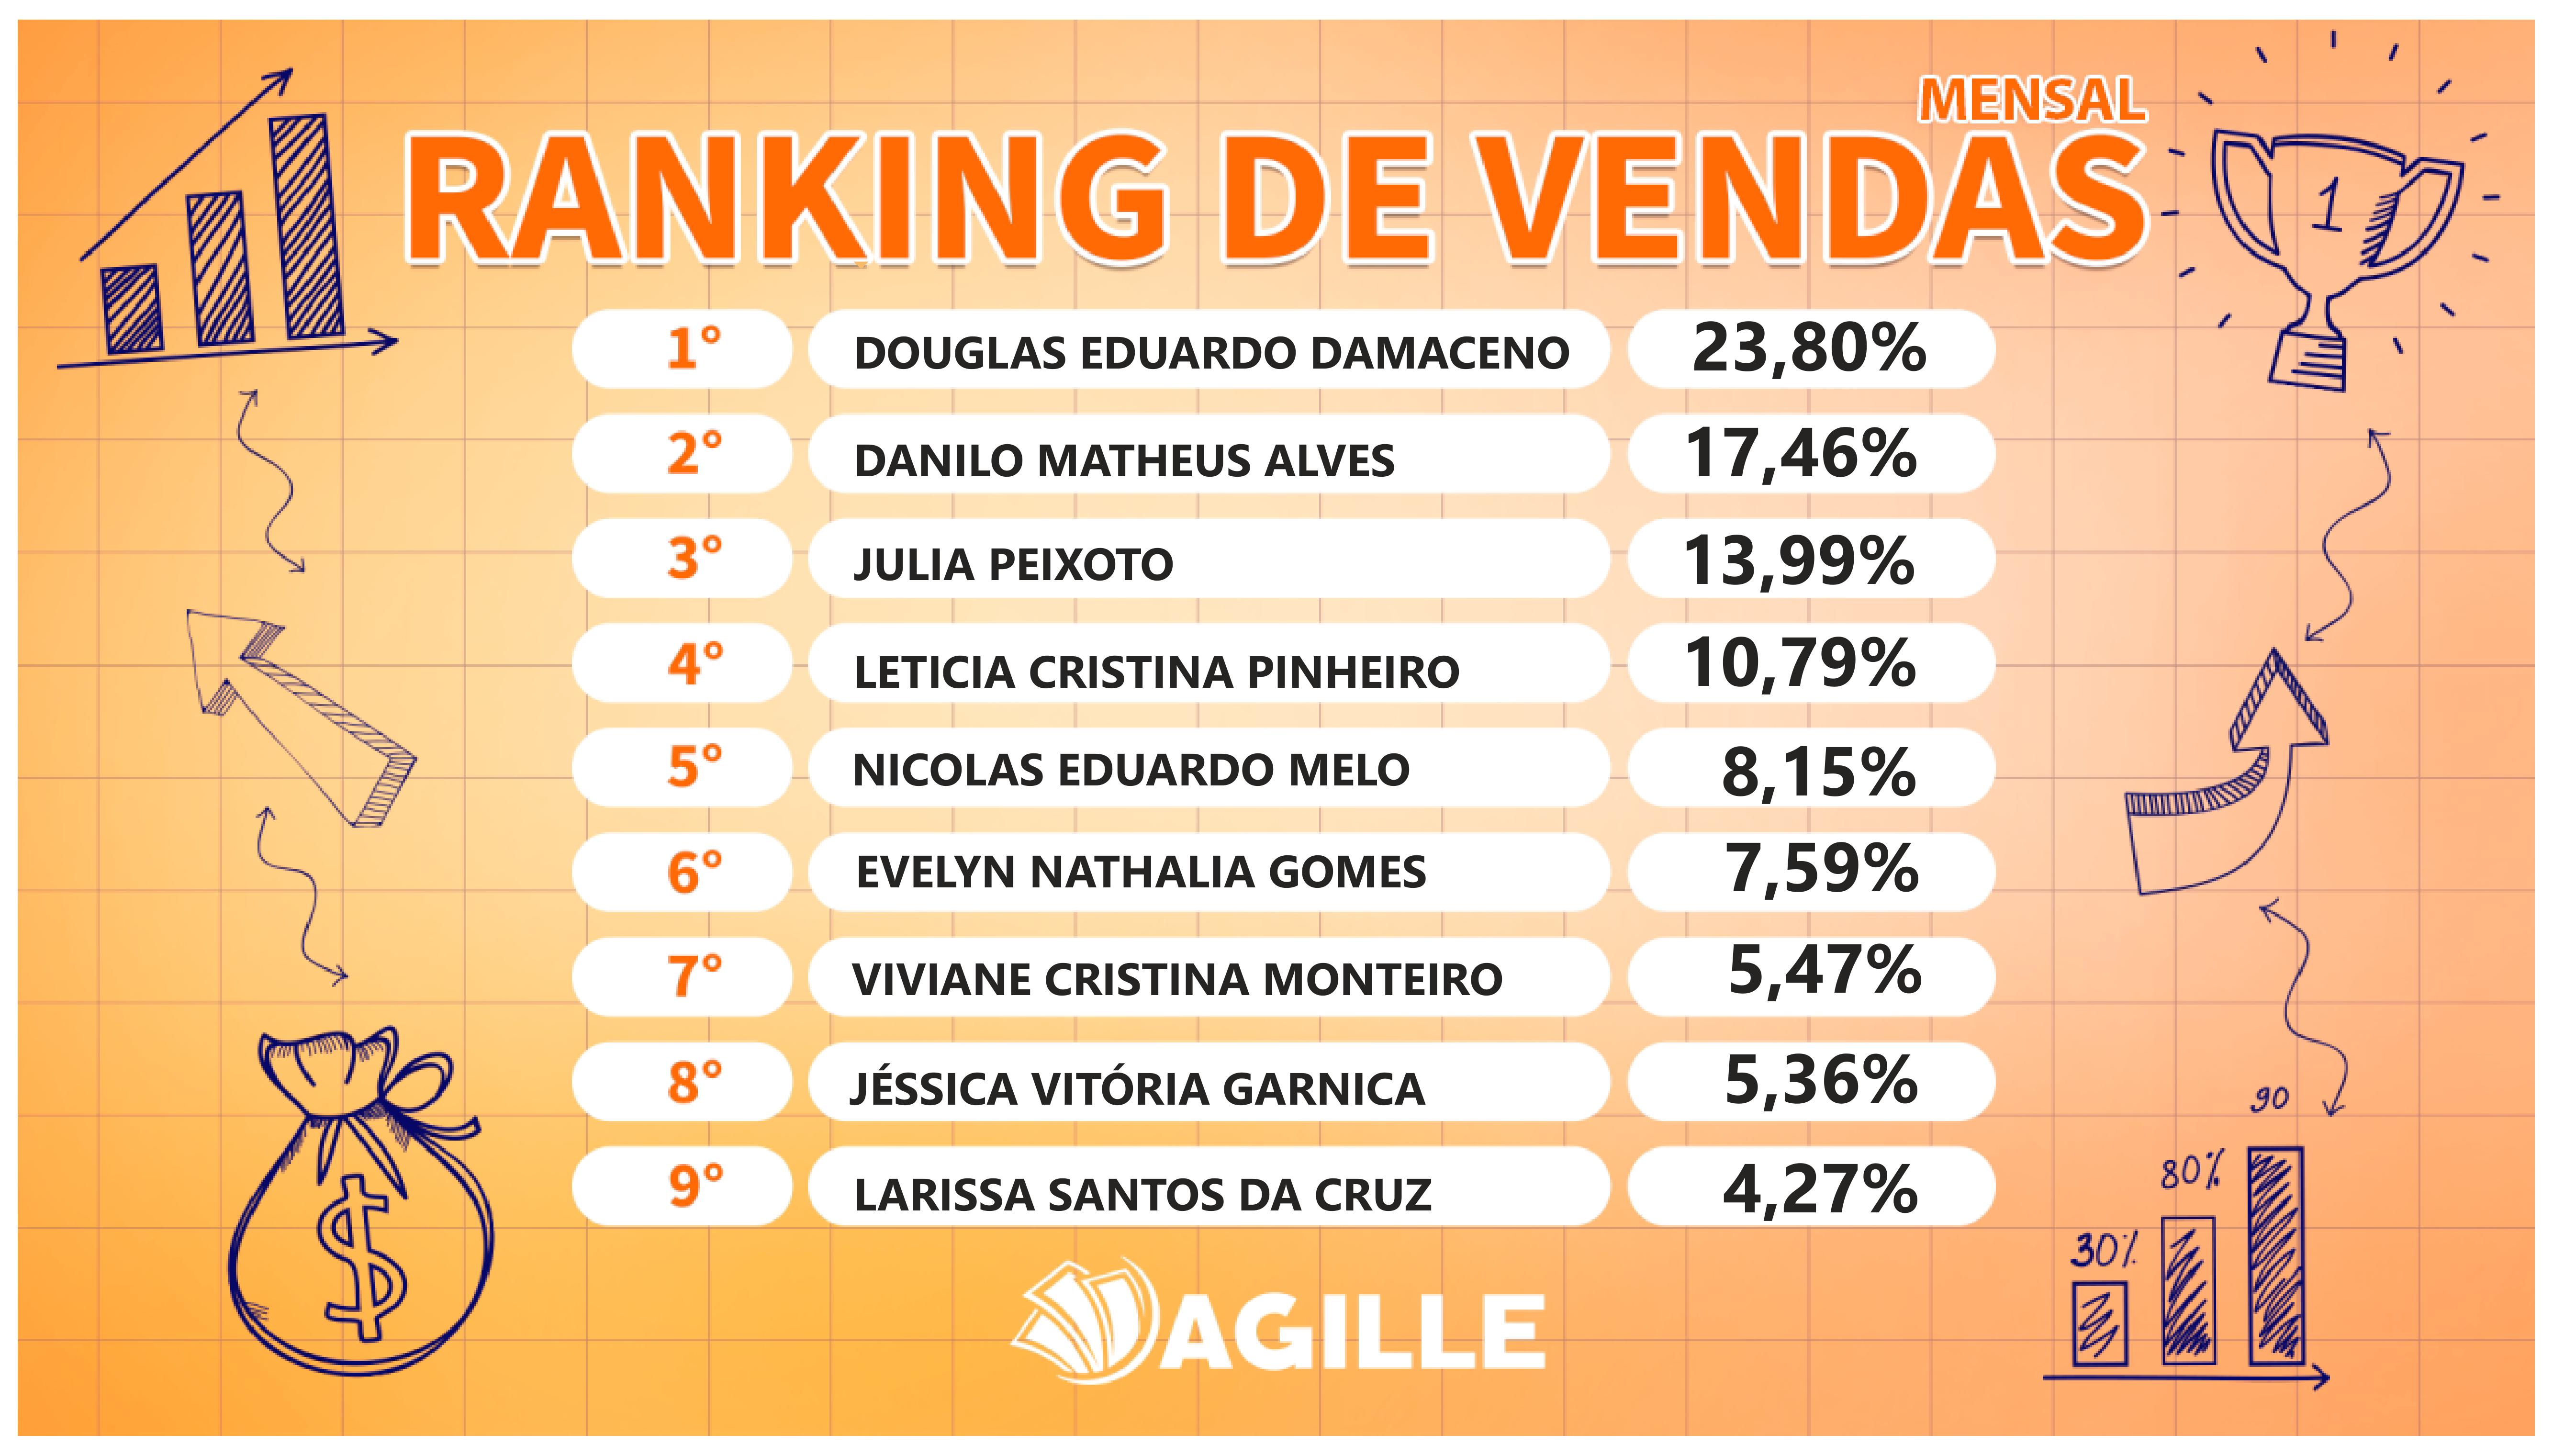 MENSAL
RANKING DE VENDAS
1
1° DOUGLAS EDUARDO DAMACENO 23,80%
2° DANILO MATHEUS ALVES 17,46%
3° JULIA PEIXOTO 13,99%
4° LETICIA CRISTINA PINHEIRO 10,79%
5° NICOLAS EDUARDO MELO 8,15%
6° EVELYN NATHALIA GOMES 7,59%
7° VIVIANE CRISTINA MONTEIRO 5,47%
8° JÉSSICA VITÓRIA GARNICA 5,36%
9° LARISSA SANTOS DA CRUZ 4,27%
90
80%
30%
$
AGILLE